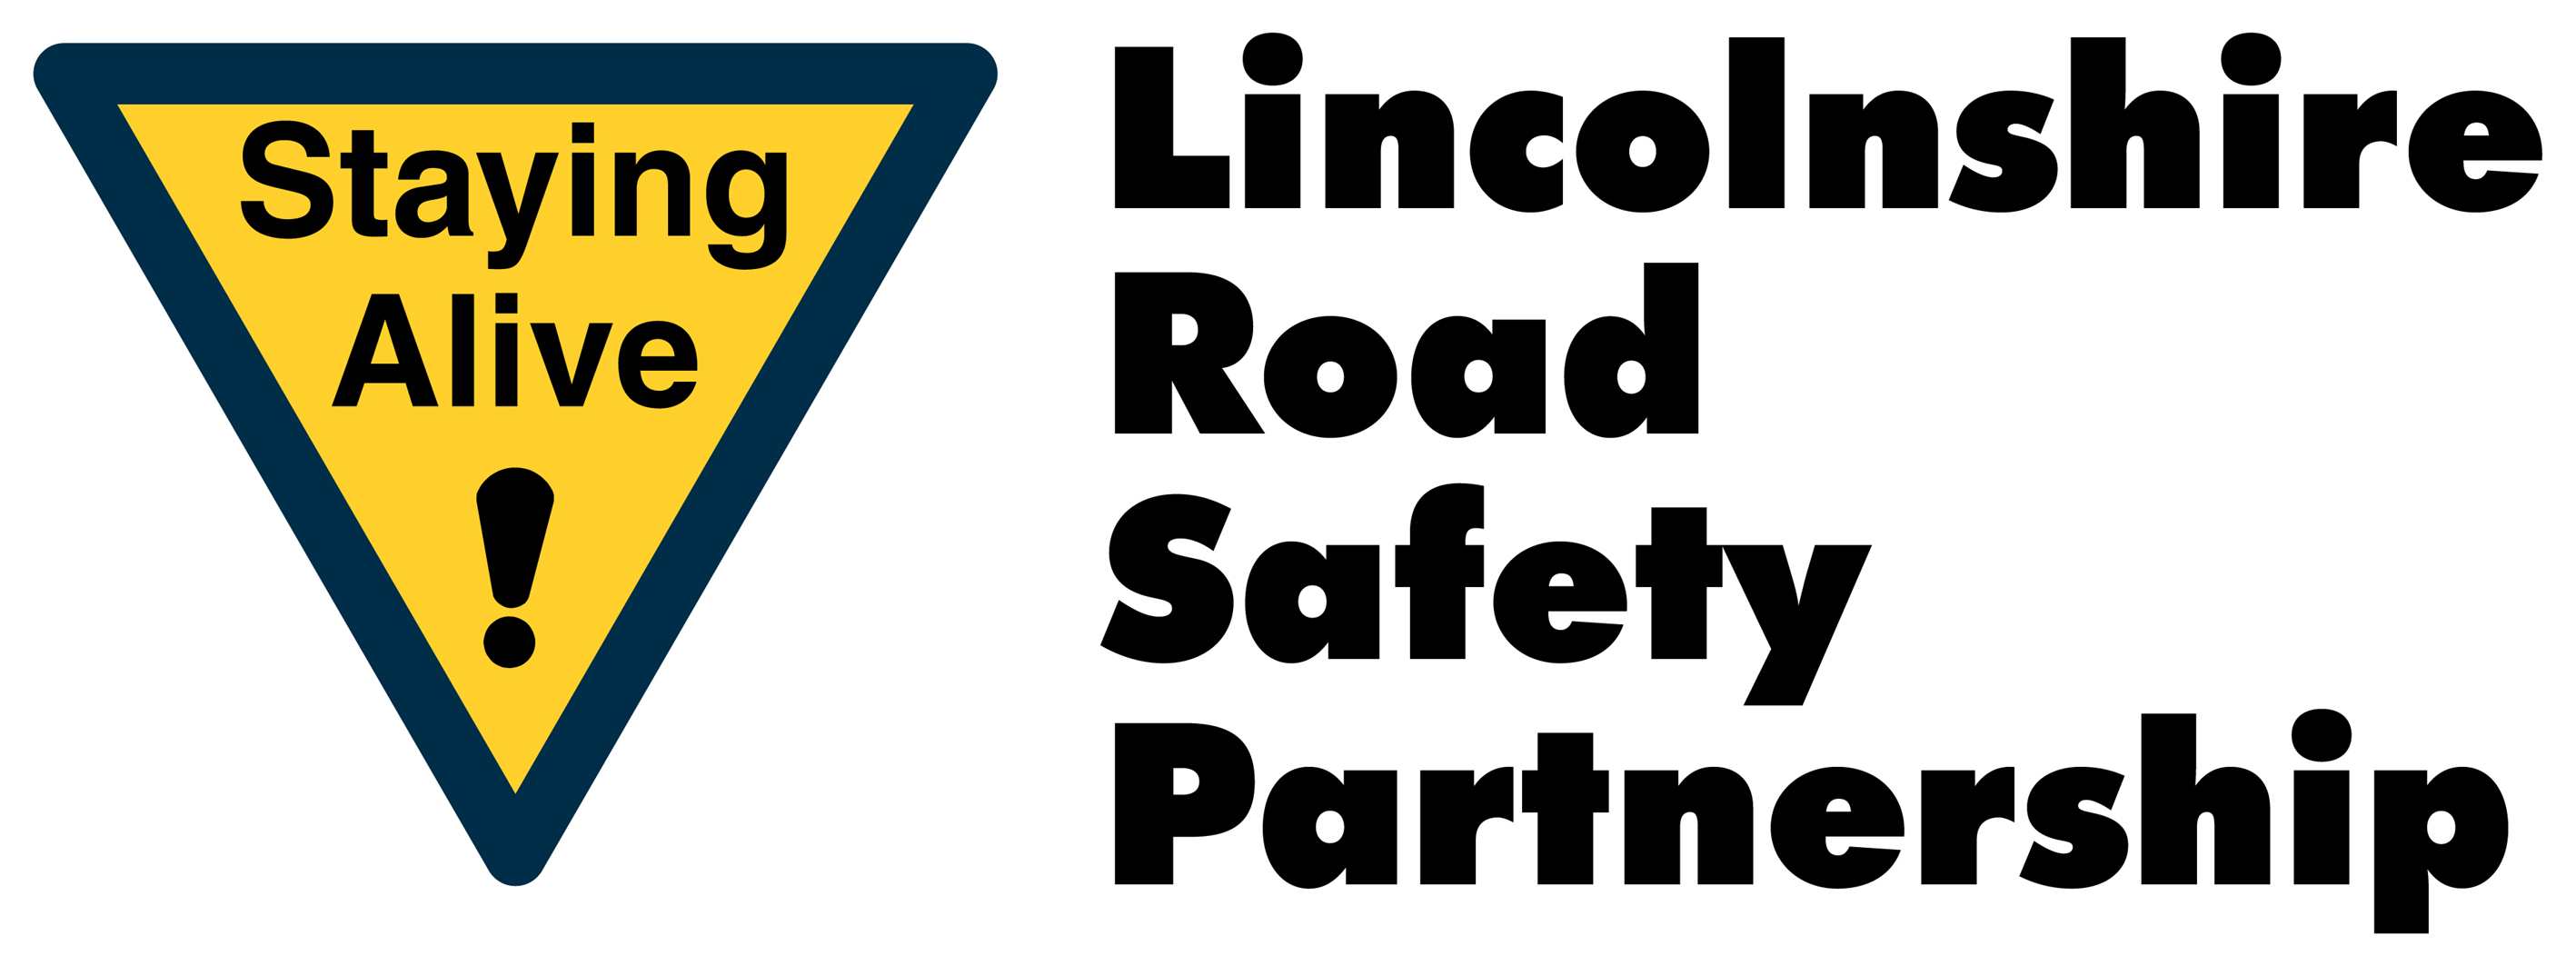 Staying
Alive
!
Lincolnshire
Road
Safety
Partnership